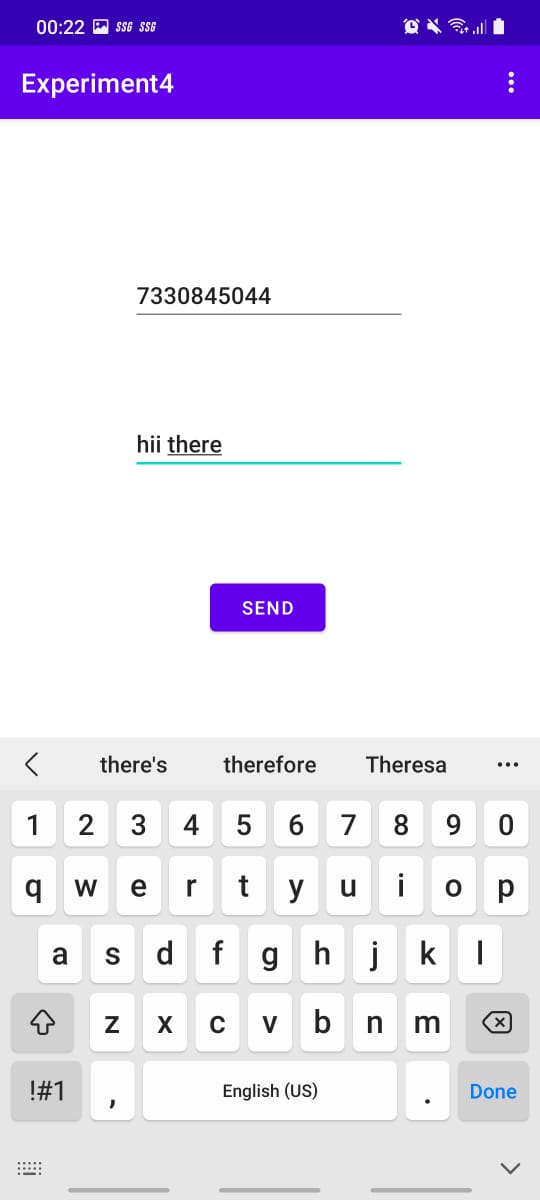 00:22 SSG SSG
Experiment4
7330845044
hii there
SEND
there's therefore Theresa
1 2 3 4 5 6 7 8 9 0
q w e r t y u i o p
a s d f g h j k l
z x c v b n m
!#1 , English (US) . Done